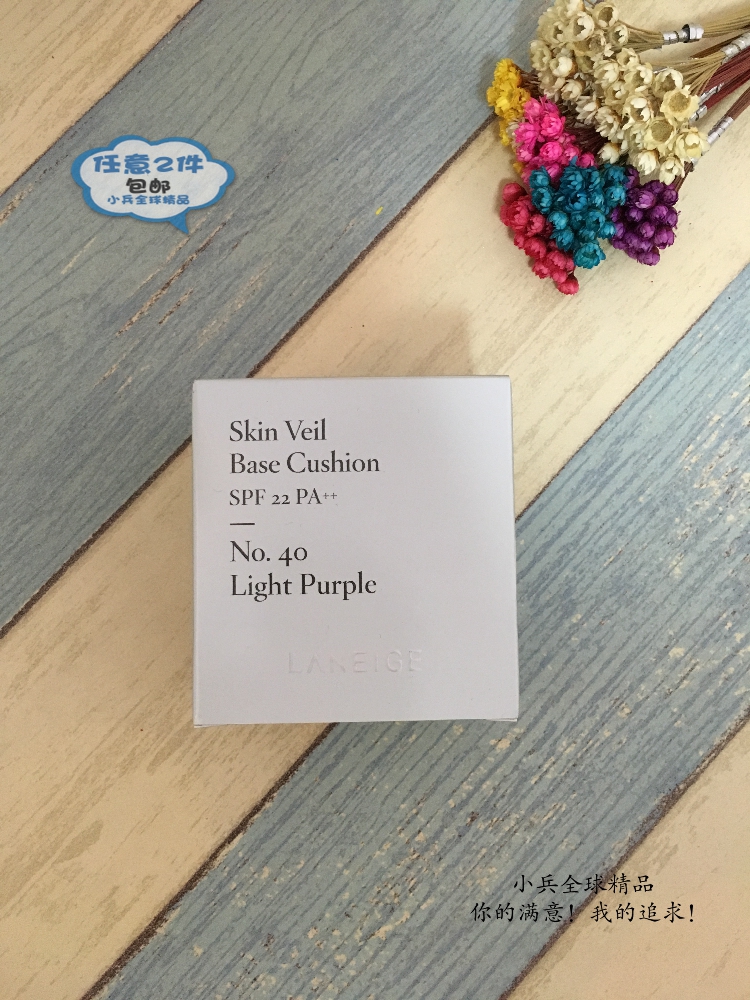 任意2件
包邮
小兵全球精品
Skin Veil
Base Cushion
SPF 22 PA++
No. 40
Light Purple
LANEIGE
小兵全球精品
你的满意！我的追求！